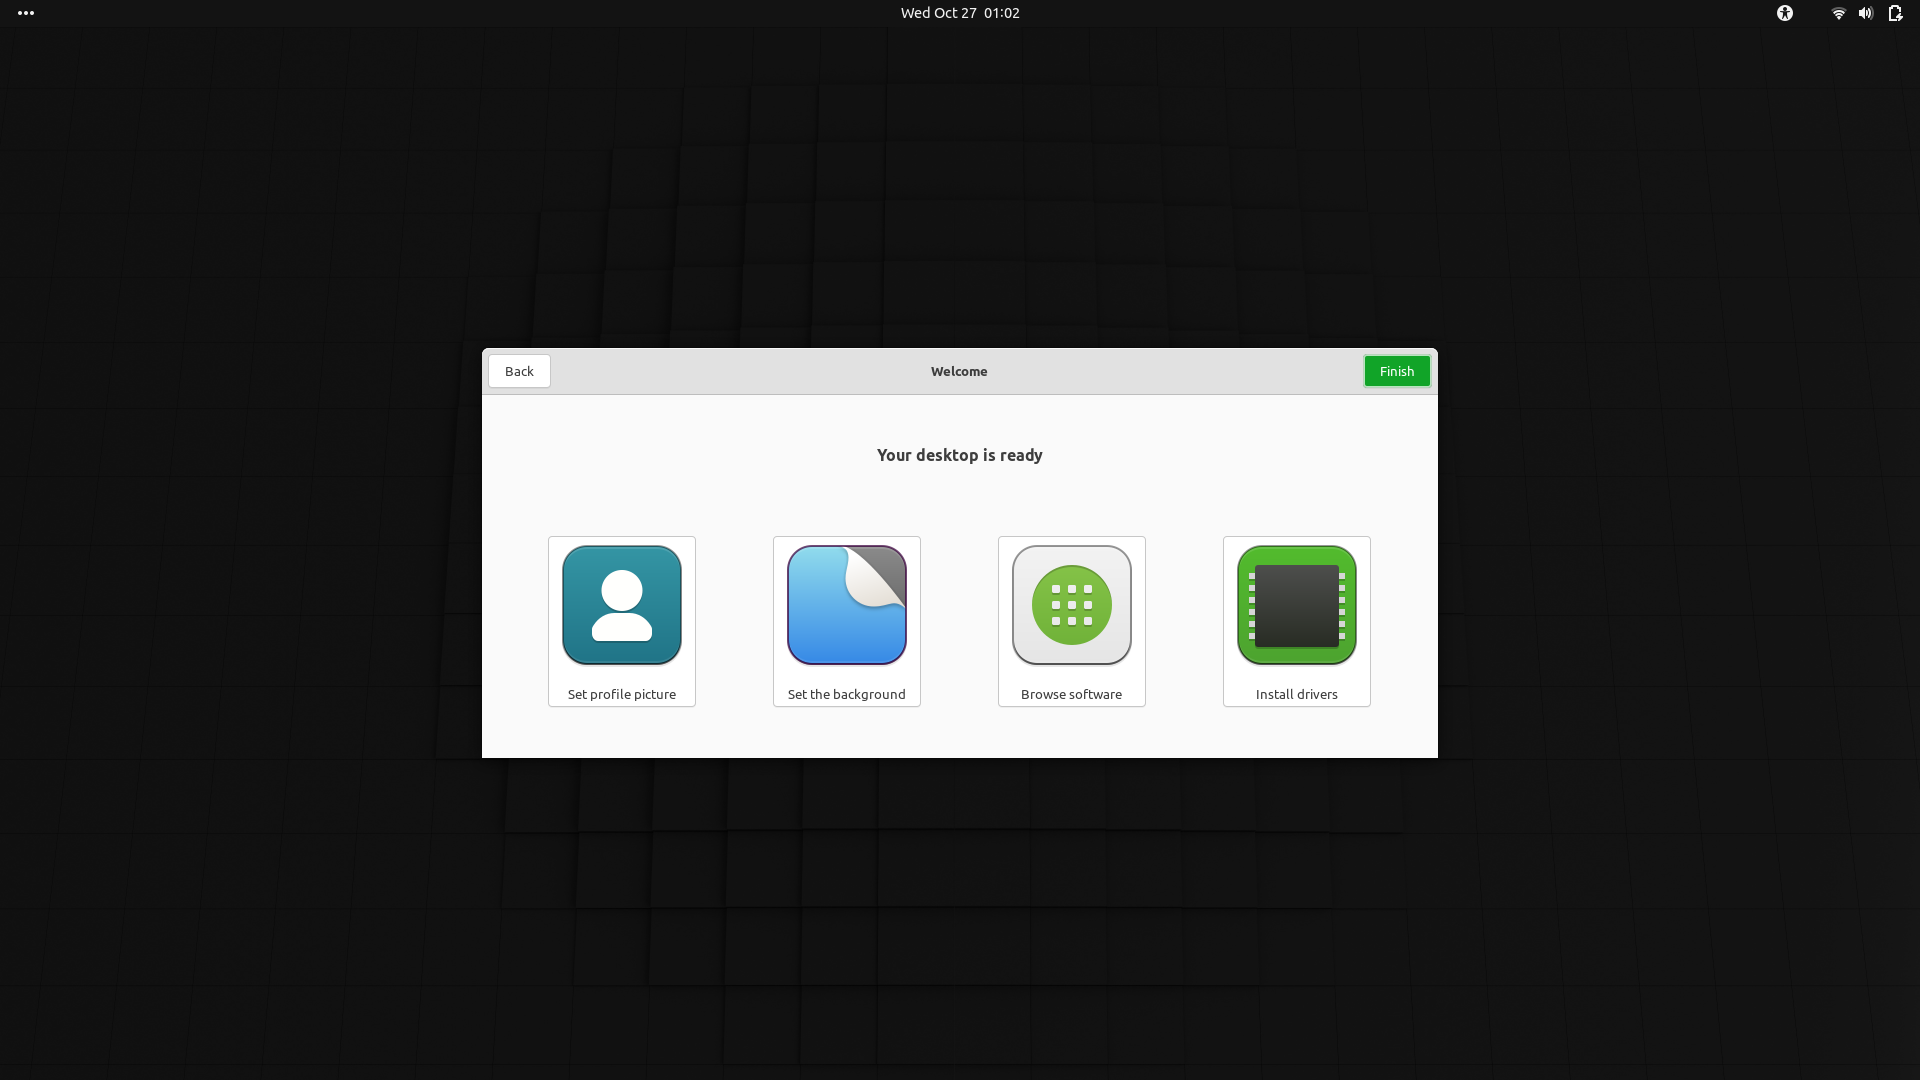 Wed Oct 27 01:02
Back
Welcome
Finish
Your desktop is ready
Set profile picture
Set the background
Browse software
Install drivers